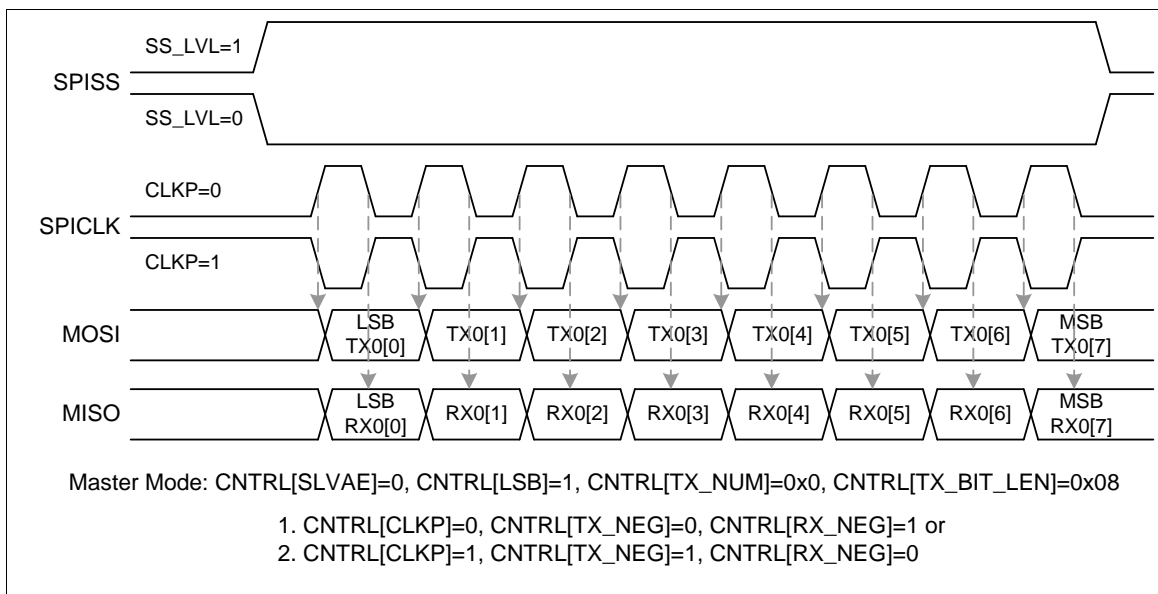 SS_LVL=1
SPISS
SS_LVL=0
CLKP=0
SPICLK
CLKP=1
MOSI
LSB
TX0[0]
TX0[1]
TX0[2]
TX0[3]
TX0[4]
TX0[5]
TX0[6]
MSB
TX0[7]
MISO
LSB
RX0[0]
RX0[1]
RX0[2]
RX0[3]
RX0[4]
RX0[5]
RX0[6]
MSB
RX0[7]
Master Mode: CNTRL[SLVAE]=0, CNTRL[LSB]=1, CNTRL[TX_NUM]=0x0, CNTRL[TX_BIT_LEN]=0x08
1. CNTRL[CLKP]=0, CNTRL[TX_NEG]=0, CNTRL[RX_NEG]=1 or
2. CNTRL[CLKP]=1, CNTRL[TX_NEG]=1, CNTRL[RX_NEG]=0